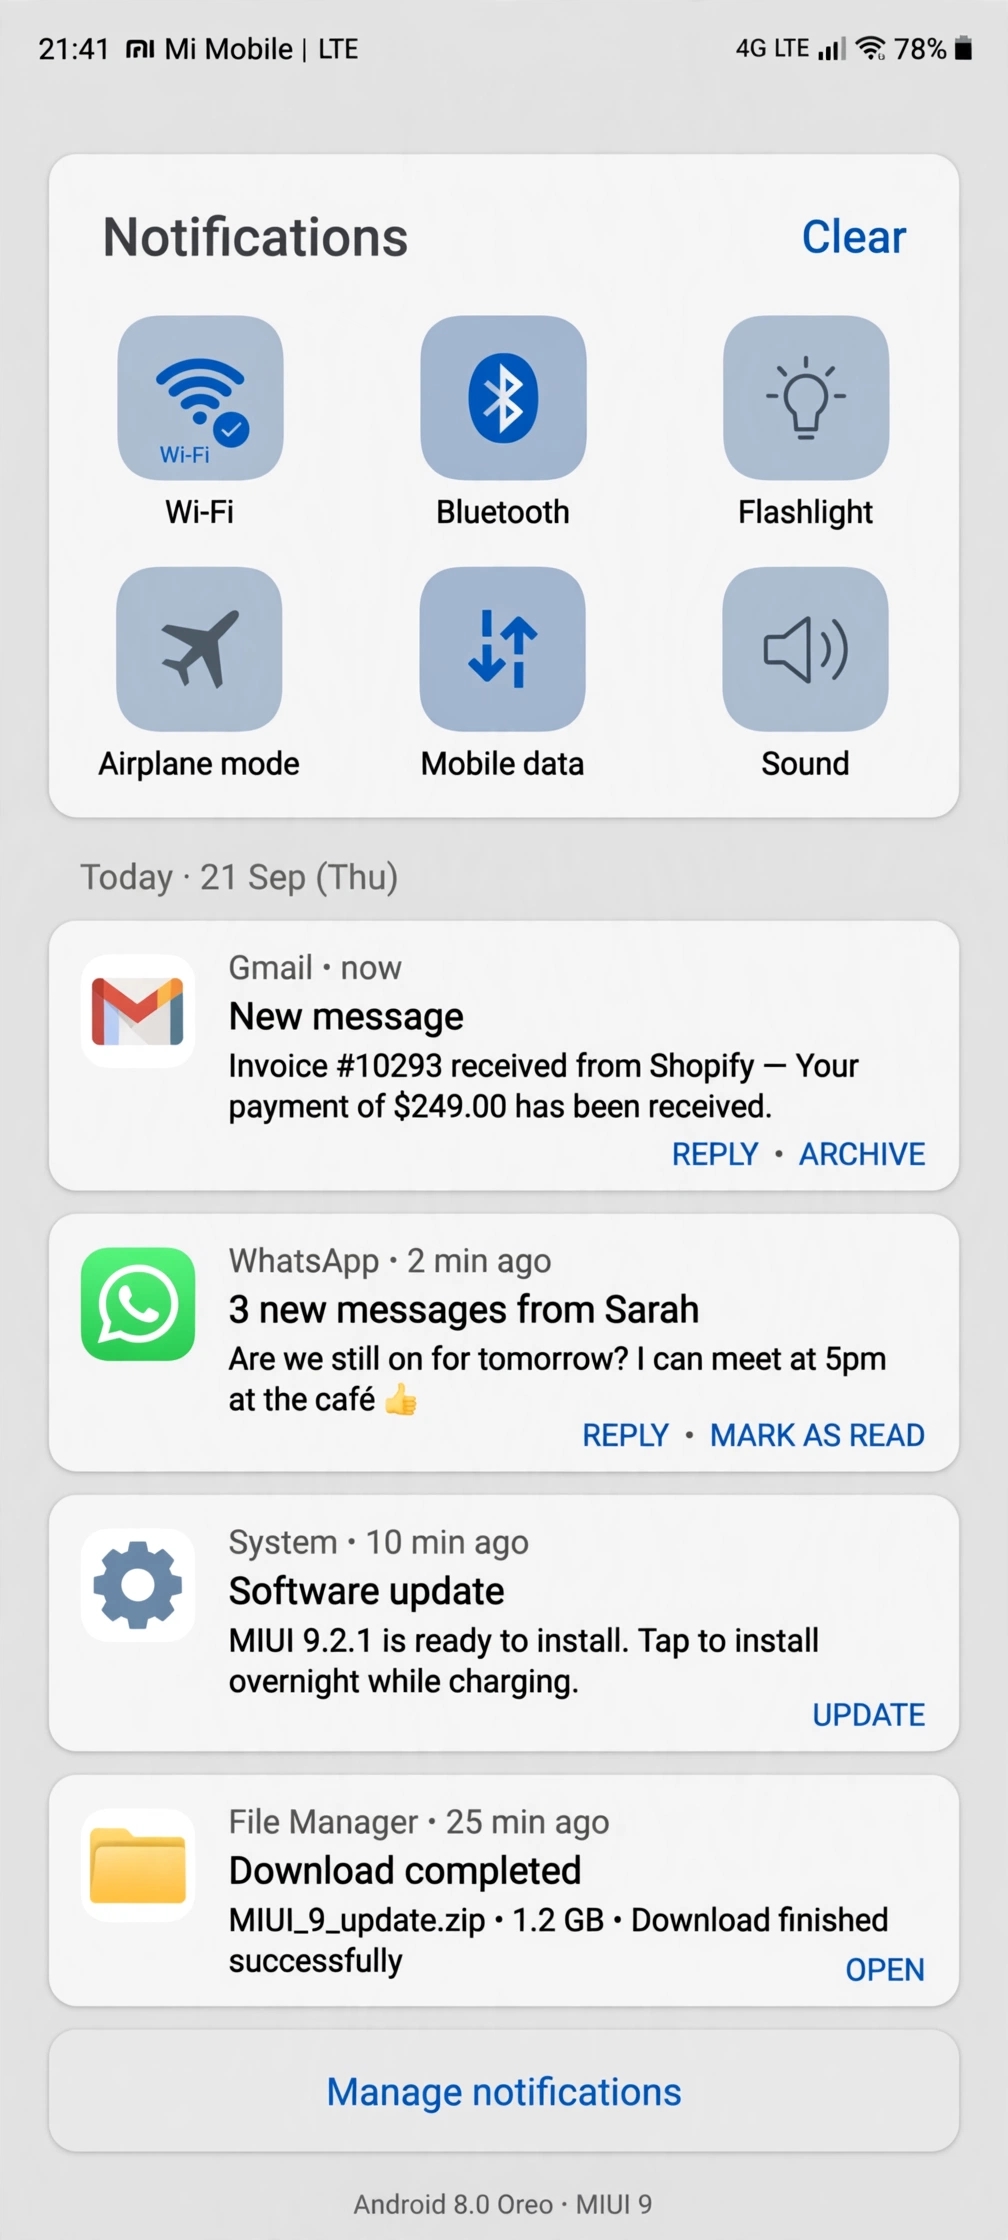 21:41 Mi Mobile | LTE 4G LTE 78%
Notifications Clear
Wi-Fi
Wi-Fi Bluetooth Flashlight
Airplane mode Mobile data Sound
Today · 21 Sep (Thu)
Gmail • now
New message
Invoice #10293 received from Shopify — Your
payment of $249.00 has been received.
REPLY • ARCHIVE
WhatsApp • 2 min ago
3 new messages from Sarah
Are we still on for tomorrow? I can meet at 5pm
at the café 👍
REPLY • MARK AS READ
System • 10 min ago
Software update
MIUI 9.2.1 is ready to install. Tap to install
overnight while charging.
UPDATE
File Manager • 25 min ago
Download completed
MIUI_9_update.zip • 1.2 GB • Download finished
successfully
OPEN
Manage notifications
Android 8.0 Oreo · MIUI 9